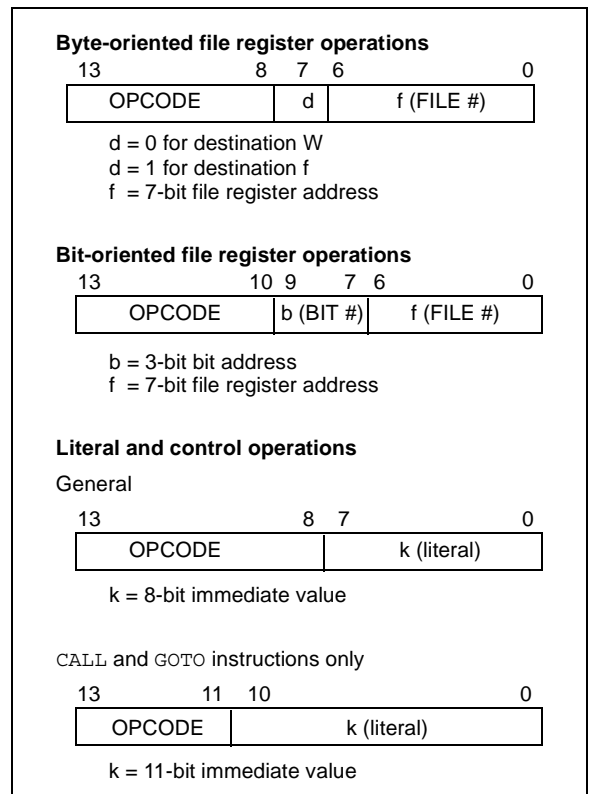 Byte-oriented file register operations
13 8 7 6 0
OPCODE d f (FILE #)
d = 0 for destination W
d = 1 for destination f
f = 7-bit file register address
Bit-oriented file register operations
13 10 9 7 6 0
OPCODE b (BIT #) f (FILE #)
b = 3-bit bit address
f = 7-bit file register address
Literal and control operations
General
13 8 7 0
OPCODE k (literal)
k = 8-bit immediate value
CALL and GOTO instructions only
13 11 10 0
OPCODE k (literal)
k = 11-bit immediate value